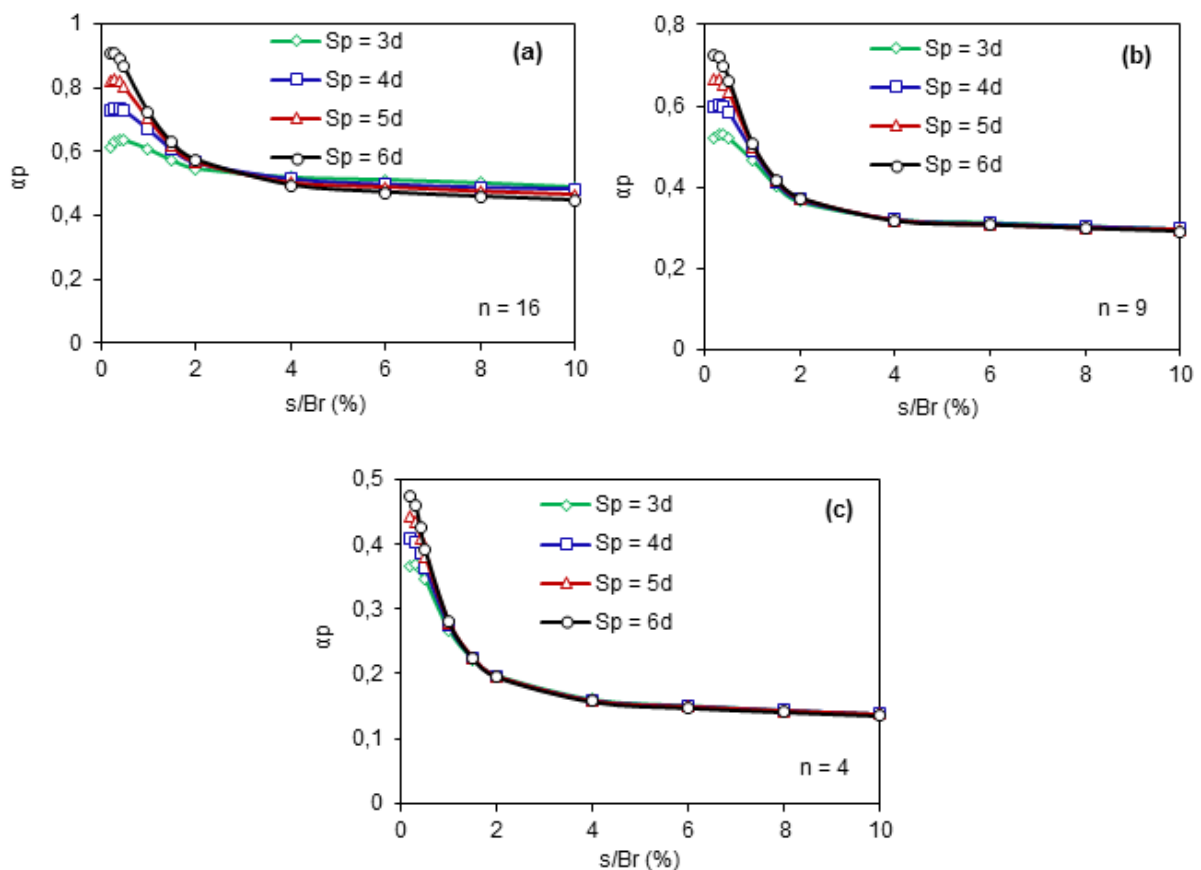 1
0,8
0,6
0,4
0,2
0
αp
0 2 4 6 8 10
s/Br (%)
Sp = 3d
Sp = 4d
Sp = 5d
Sp = 6d
(a)
n = 16
0,8
0,6
0,4
0,2
0
αp
0 2 4 6 8 10
s/Br (%)
Sp = 3d
Sp = 4d
Sp = 5d
Sp = 6d
(b)
n = 9
0,5
0,4
0,3
0,2
0,1
0
αp
0 2 4 6 8 10
s/Br (%)
Sp = 3d
Sp = 4d
Sp = 5d
Sp = 6d
(c)
n = 4